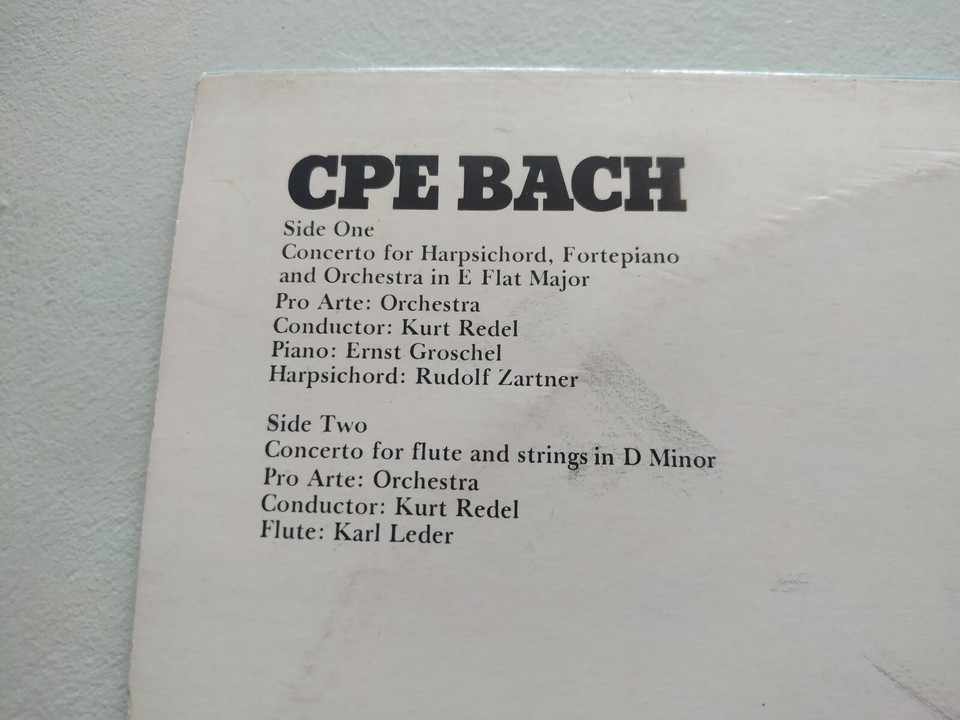 CPE BACH
Side One
Concerto for Harpsichord, Fortepiano
and Orchestra in E Flat Major
Pro Arte: Orchestra
Conductor: Kurt Redel
Piano: Ernst Groschel
Harpsichord: Rudolf Zartner
Side Two
Concerto for flute and strings in D Minor
Pro Arte: Orchestra
Conductor: Kurt Redel
Flute: Karl Leder